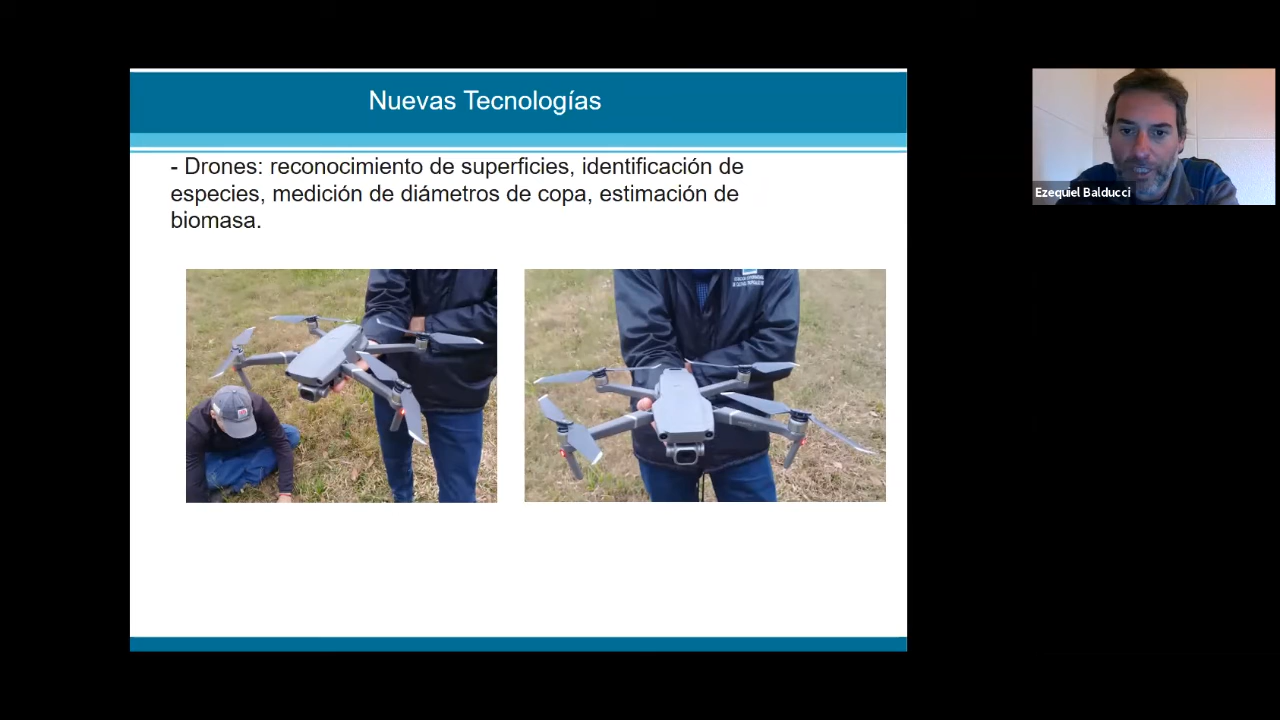 Nuevas Tecnologías
- Drones: reconocimiento de superficies, identificación de
especies, medición de diámetros de copa, estimación de
biomasa.
Ezequiel Balducci